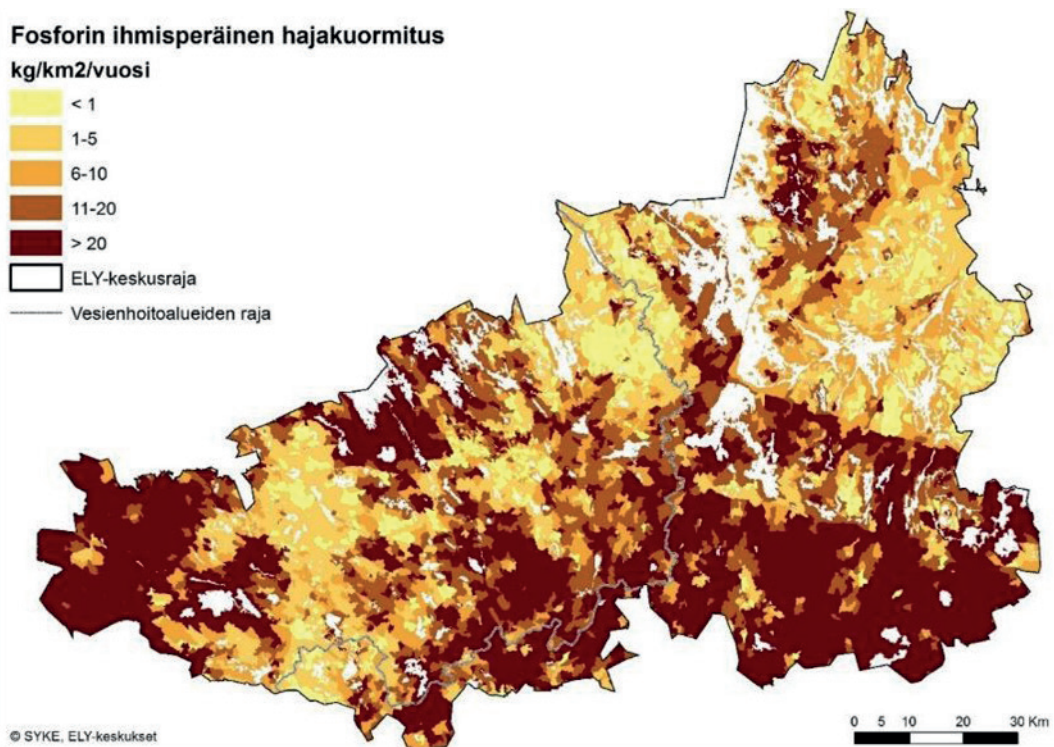 Fosforin ihmisperäinen hajakuormitus
kg/km2/vuosi
< 1
1-5
6-10
11-20
> 20
ELY-keskusraja
Vesienhoitoalueiden raja
© SYKE, ELY-keskukset
0 5 10 20 30 Km